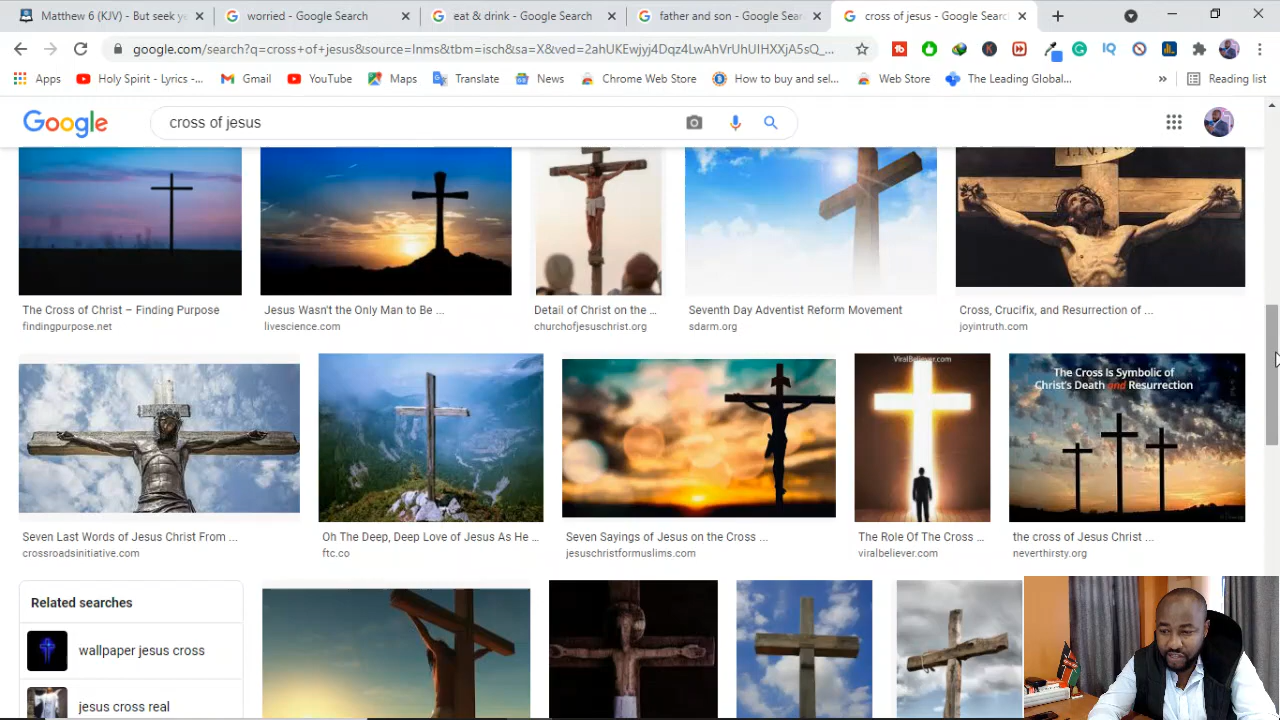 Matthew 6 (KJV) - But seek y
worried - Google Search
eat & drink - Google Search
father and son - Google Sear
cross of jesus - Google Searc
google.com/search?q=cross+of+jesus&source=lnms&tbm=isch&sa=X&ved=2ahUKEwjyj4Dqz4LwAhVrUhUIHXXjA5sQ_...
Apps
Holy Spirit - Lyrics -...
Gmail
YouTube
Maps
Translate
News
Chrome Web Store
How to buy and sel...
Web Store
The Leading Global...
»
Reading list
Google
cross of jesus
The Cross of Christ – Finding Purpose
findingpurpose.net
Jesus Wasn't the Only Man to Be ...
livescience.com
Detail of Christ on the ...
churchofjesuschrist.org
Seventh Day Adventist Reform Movement
sdarm.org
Cross, Crucifix, and Resurrection of ...
joyintruth.com
ViralBeliever.com
The Cross Is Symbolic of
Christ's Death and Resurrection
Seven Last Words of Jesus Christ From ...
crossroadsinitiative.com
Oh The Deep, Deep Love of Jesus As He ...
ftc.co
Seven Sayings of Jesus on the Cross ...
jesuschristformuslims.com
The Role Of The Cross ...
viralbeliever.com
the cross of Jesus Christ ...
neverthirsty.org
Related searches
wallpaper jesus cross
jesus cross real